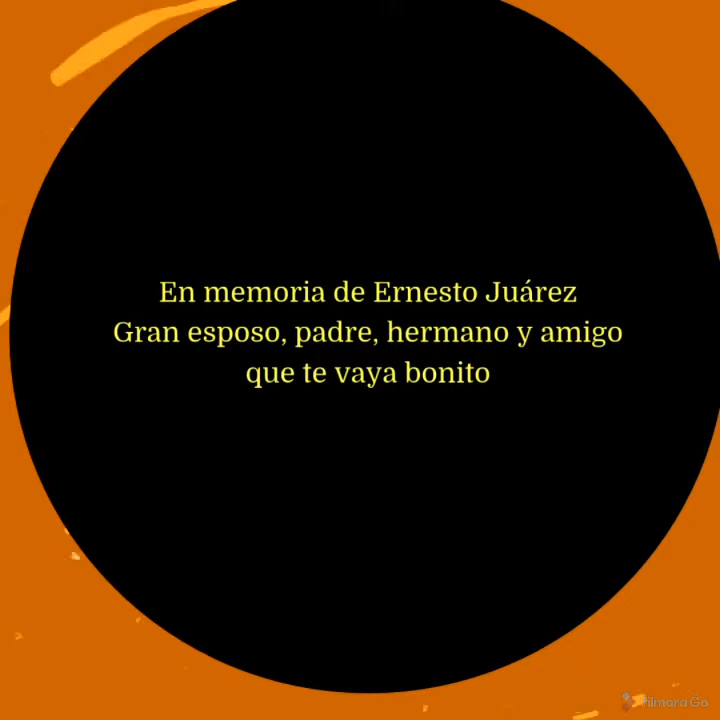 En memoria de Ernesto Juárez
Gran esposo, padre, hermano y amigo
que te vaya bonito
Filmora Go